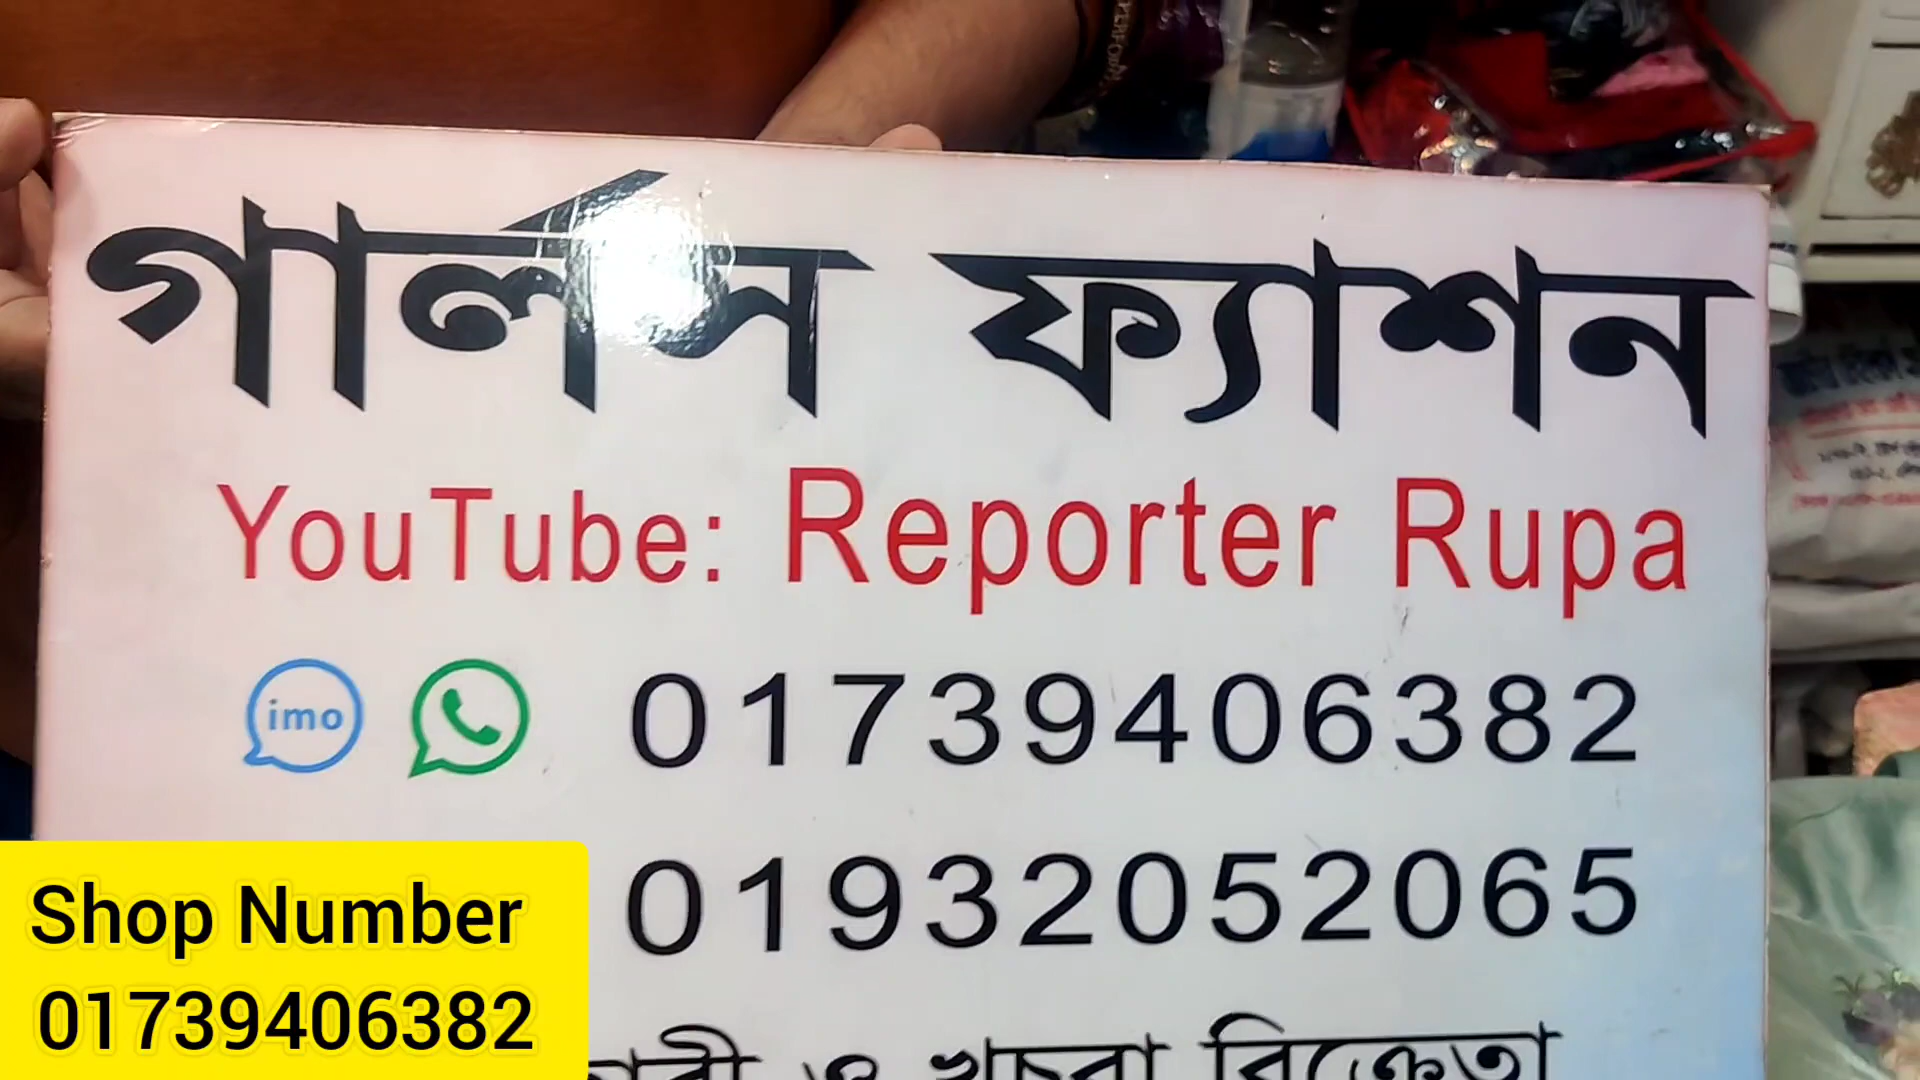 গার্লস ফ্যাশন
YouTube: Reporter Rupa
imo 01739406382
01932052065
ও খুচরা বিক্রেতা
Shop Number
01739406382